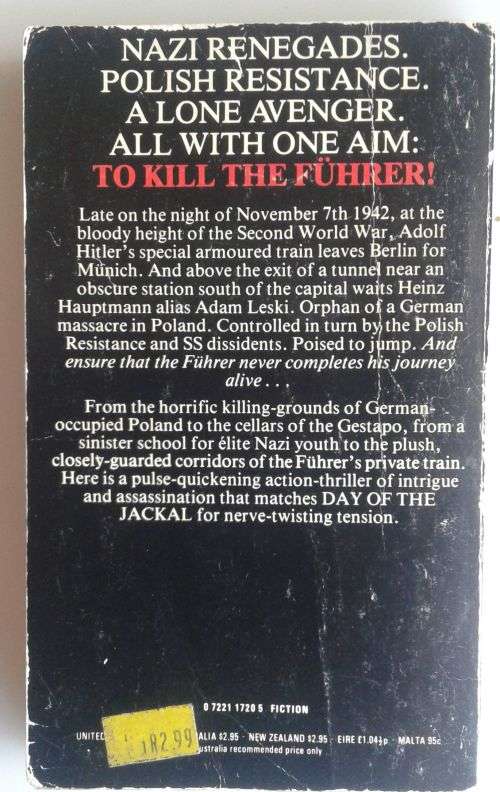 NAZI RENEGADES.
POLISH RESISTANCE.
A LONE AVENGER.
ALL WITH ONE AIM:
TO KILL THE FÜHRER!
Late on the night of November 7th 1942, at the
bloody height of the Second World War, Adolf
Hitler's special armoured train leaves Berlin for
Munich. And above the exit of a tunnel near an
obscure station south of the capital waits Heinz
Hauptmann alias Adam Leski. Orphan of a German
massacre in Poland. Controlled in turn by the Polish
Resistance and SS dissidents. Poised to jump. And
ensure that the Führer never completes his journey
alive . . .
From the horrific killing-grounds of German-
occupied Poland to the cellars of the Gestapo, from a
sinister school for élite Nazi youth to the plush,
closely-guarded corridors of the Führer's private train.
Here is a pulse-quickening action-thriller of intrigue
and assassination that matches DAY OF THE
JACKAL for nerve-twisting tension.
0 7221 1720 5 FICTION
182.99
$2.95 · NEW ZEALAND $2.95 · EIRE £1.04½p · MALTA 95c
recommended price only